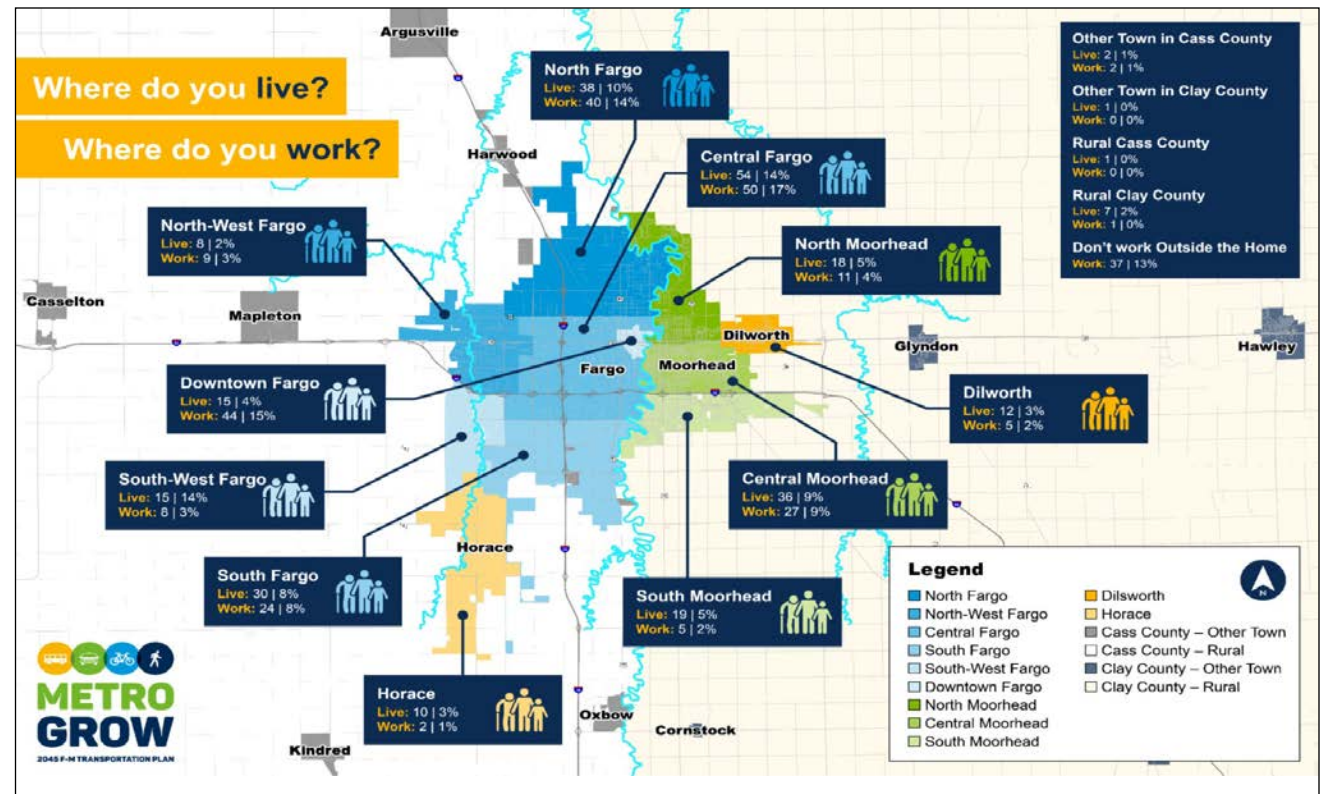 Where do you live?
Where do you work?
Argusville
Harwood
Casselton
Mapleton
Fargo
Moorhead
Dilworth
Glyndon
Hawley
Horace
Oxbow
Cornstock
Kindred
North Fargo
Live: 38 | 10%
Work: 40 | 14%
Central Fargo
Live: 54 | 14%
Work: 50 | 17%
North-West Fargo
Live: 8 | 2%
Work: 9 | 3%
North Moorhead
Live: 18 | 5%
Work: 11 | 4%
Downtown Fargo
Live: 15 | 4%
Work: 44 | 15%
Dilworth
Live: 12 | 3%
Work: 5 | 2%
South-West Fargo
Live: 15 | 14%
Work: 8 | 3%
Central Moorhead
Live: 36 | 9%
Work: 27 | 9%
South Fargo
Live: 30 | 8%
Work: 24 | 8%
South Moorhead
Live: 19 | 5%
Work: 5 | 2%
Horace
Live: 10 | 3%
Work: 2 | 1%
Other Town in Cass County
Live: 2 | 1%
Work: 2 | 1%
Other Town in Clay County
Live: 1 | 0%
Work: 0 | 0%
Rural Cass County
Live: 1 | 0%
Work: 0 | 0%
Rural Clay County
Live: 7 | 2%
Work: 1 | 0%
Don't work Outside the Home
Work: 37 | 13%
Legend
North Fargo
North-West Fargo
Central Fargo
South Fargo
South-West Fargo
Downtown Fargo
North Moorhead
Central Moorhead
South Moorhead
Dilsworth
Horace
Cass County – Other Town
Cass County – Rural
Clay County – Other Town
Clay County – Rural
N
METRO
GROW
2045 F-M TRANSPORTATION PLAN